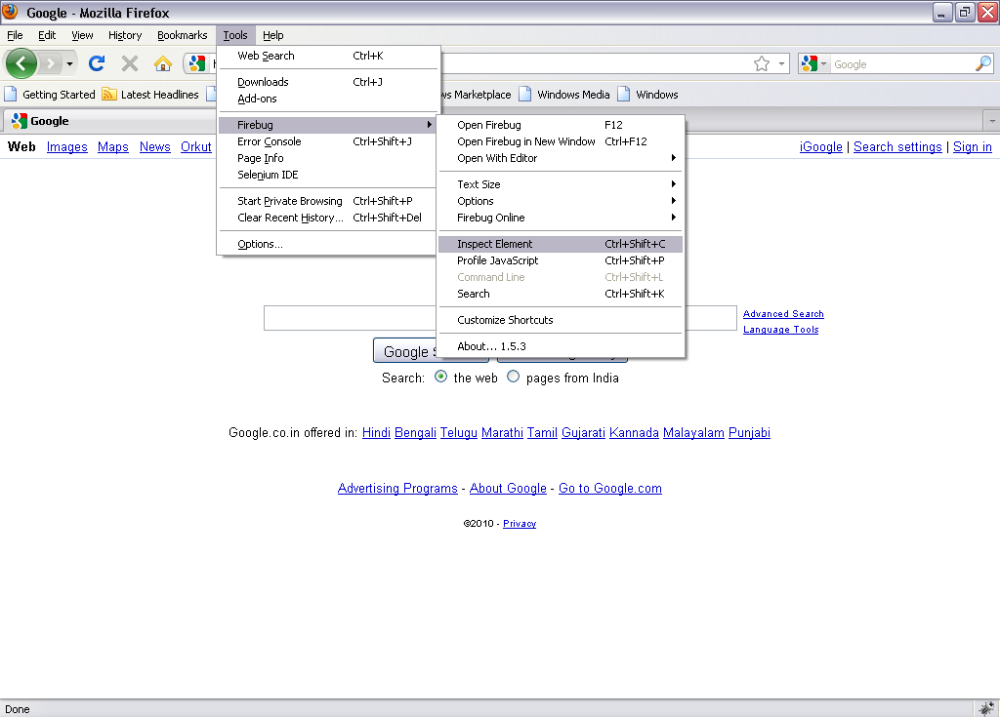 Google - Mozilla Firefox
File Edit View History Bookmarks Tools Help
Google
Getting Started Latest Headlines Marketplace Windows Media Windows
Google
Web Images Maps News Orkut iGoogle | Search settings | Sign in
Web Search Ctrl+K
Downloads Ctrl+J
Add-ons
Firebug
Error Console Ctrl+Shift+J
Page Info
Selenium IDE
Start Private Browsing Ctrl+Shift+P
Clear Recent History... Ctrl+Shift+Del
Options...
Open Firebug F12
Open Firebug in New Window Ctrl+F12
Open With Editor
Text Size
Options
Firebug Online
Inspect Element Ctrl+Shift+C
Profile JavaScript Ctrl+Shift+P
Command Line Ctrl+Shift+L
Search Ctrl+Shift+K
Customize Shortcuts
About... 1.5.3
Advanced Search
Language Tools
Google
Search: the web pages from India
Google.co.in offered in: Hindi Bengali Telugu Marathi Tamil Gujarati Kannada Malayalam Punjabi
Advertising Programs - About Google - Go to Google.com
©2010 - Privacy
Done